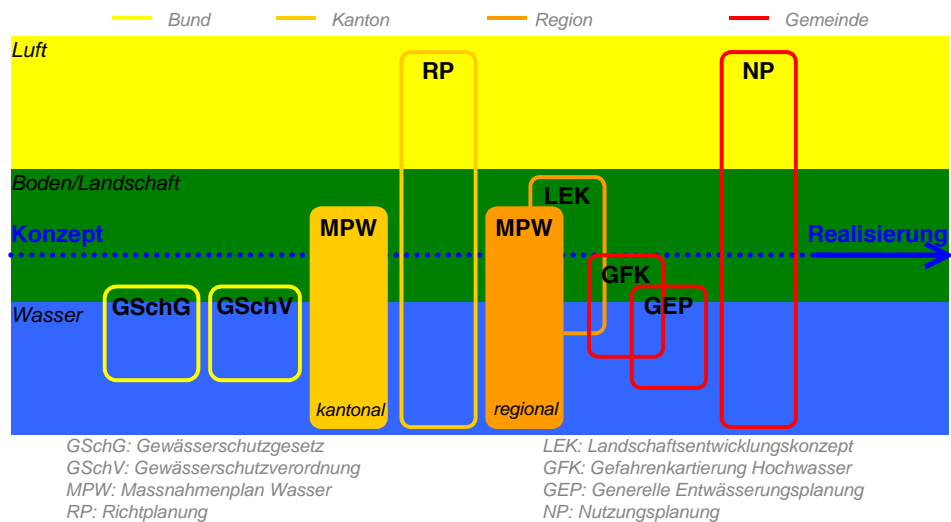 Bund Kanton Region Gemeinde
Luft
RP NP
Boden/Landschaft
LEK
MPW MPW
Konzept Realisierung
GFK
GSchG GSchV GEP
Wasser
kantonal regional
GSchG: Gewässerschutzgesetz
GSchV: Gewässerschutzverordnung
MPW: Massnahmenplan Wasser
RP: Richtplanung
LEK: Landschaftsentwicklungskonzept
GFK: Gefahrenkartierung Hochwasser
GEP: Generelle Entwässerungsplanung
NP: Nutzungsplanung